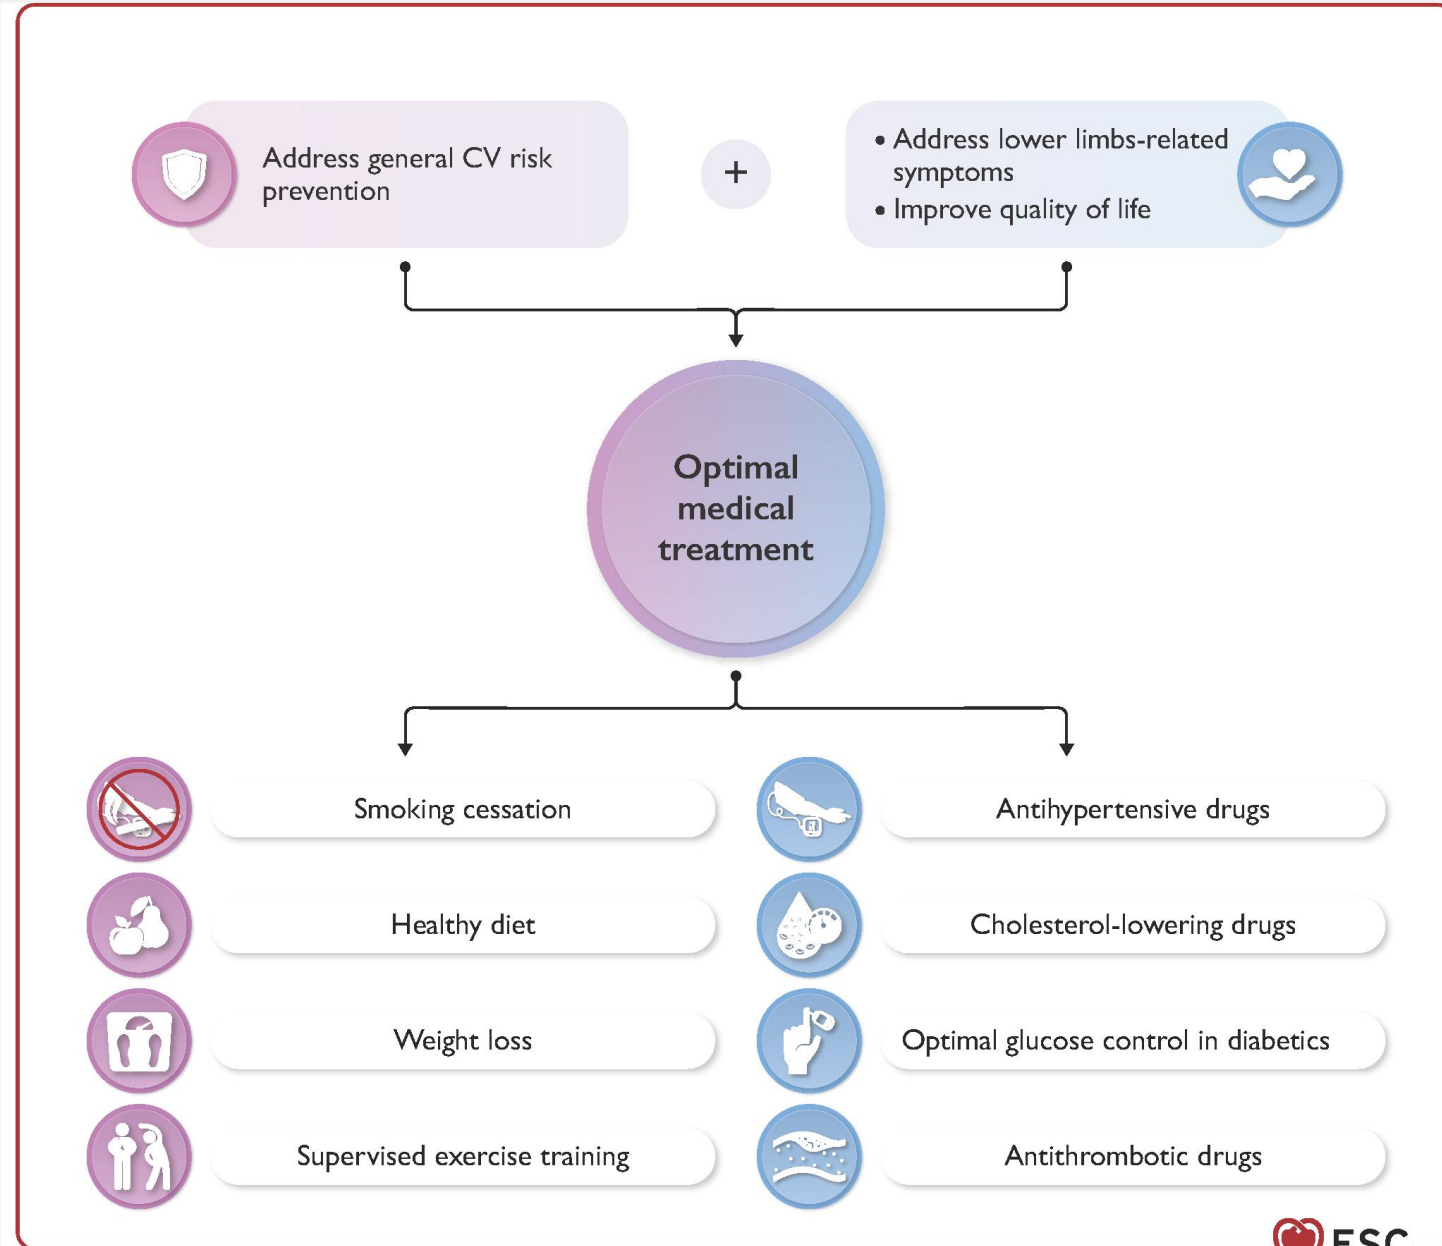 Address general CV risk
prevention
+
• Address lower limbs-related
symptoms
• Improve quality of life
Optimal
medical
treatment
Smoking cessation
Antihypertensive drugs
Healthy diet
Cholesterol-lowering drugs
Weight loss
Optimal glucose control in diabetics
Supervised exercise training
Antithrombotic drugs
ESC